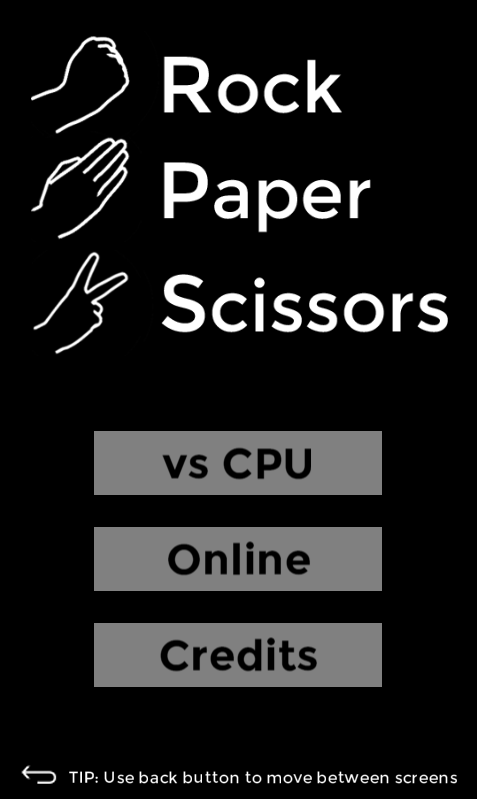 Rock
Paper
Scissors
vs CPU
Online
Credits
TIP: Use back button to move between screens